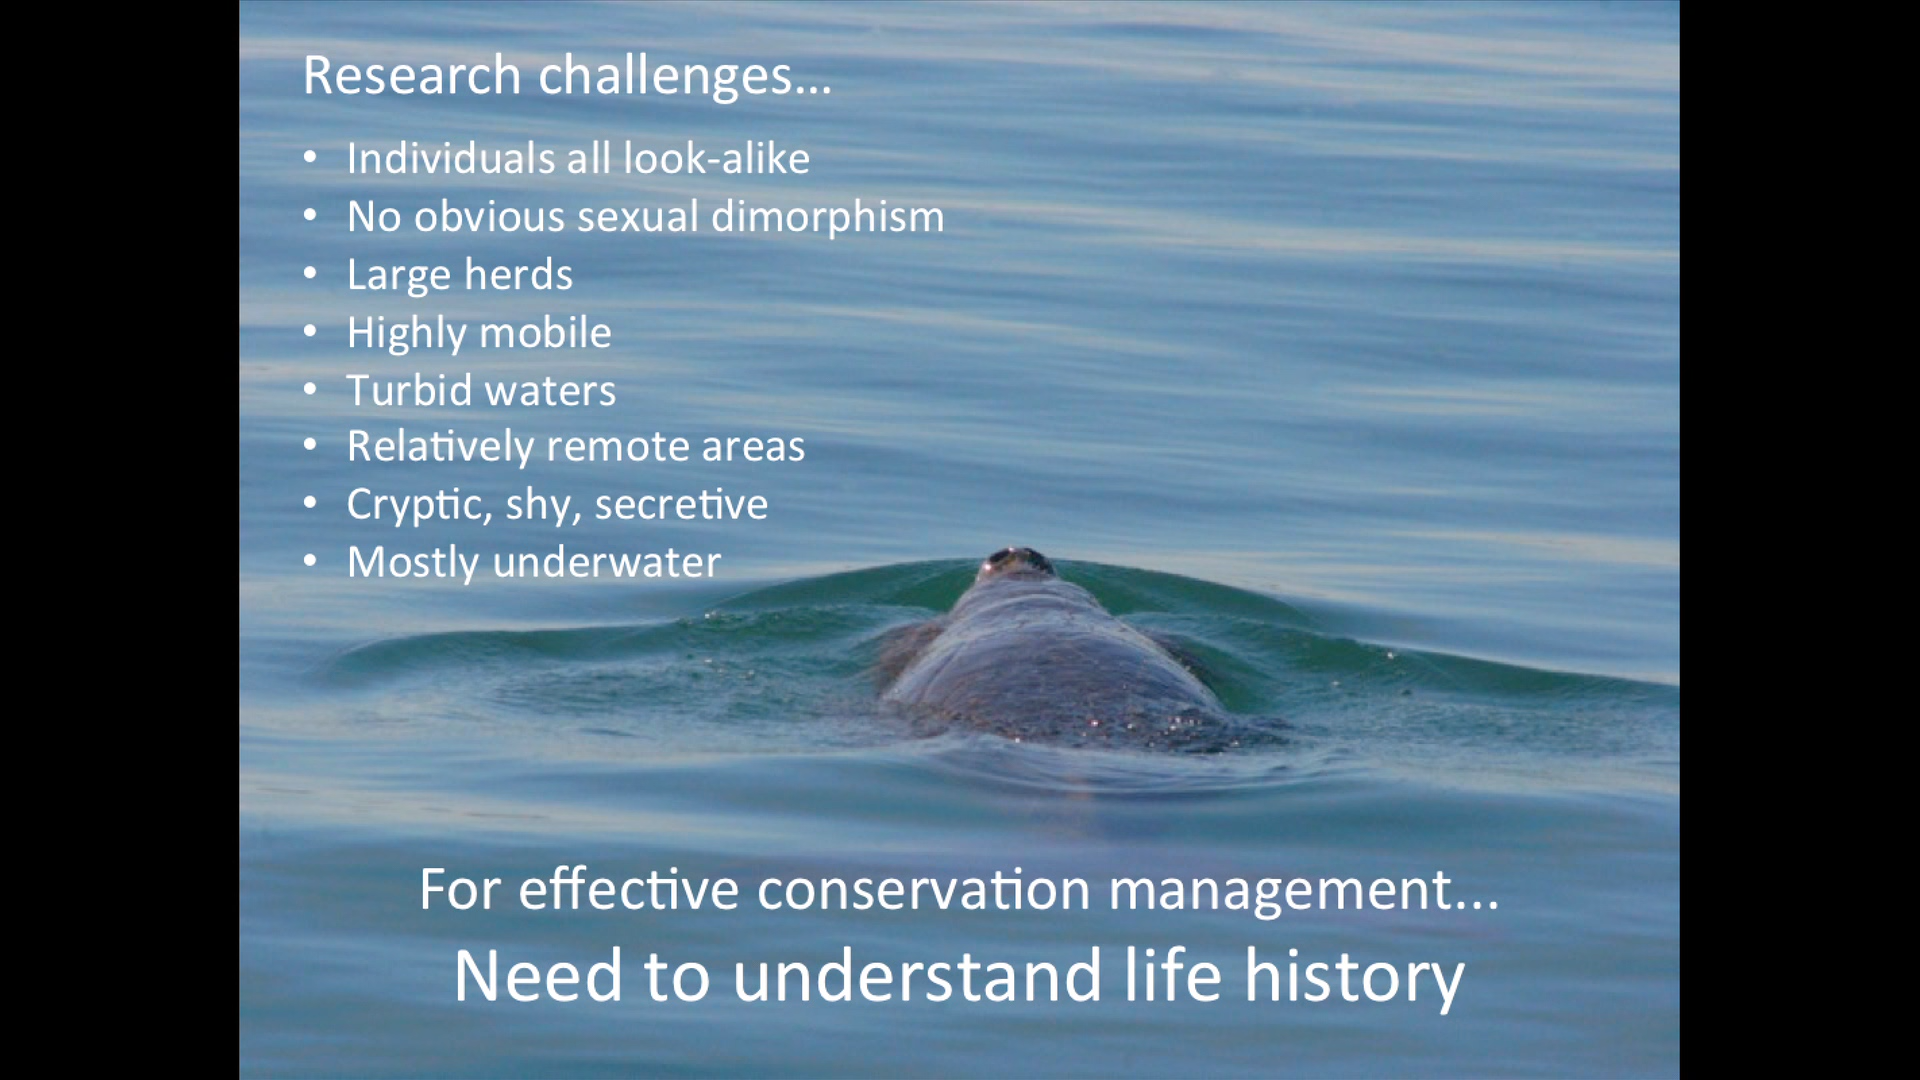 Research challenges...
• Individuals all look-alike
• No obvious sexual dimorphism
• Large herds
• Highly mobile
• Turbid waters
• Relatively remote areas
• Cryptic, shy, secretive
• Mostly underwater
For effective conservation management...
Need to understand life history